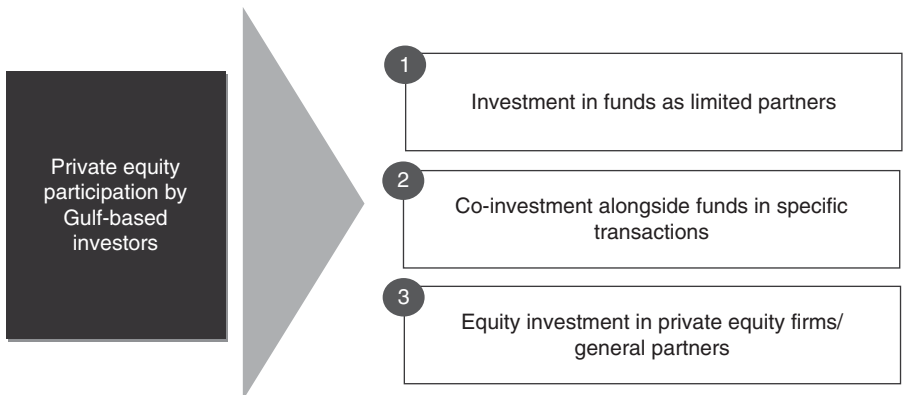 Private equity
participation by
Gulf-based
investors
1
Investment in funds as limited partners
2
Co-investment alongside funds in specific
transactions
3
Equity investment in private equity firms/
general partners